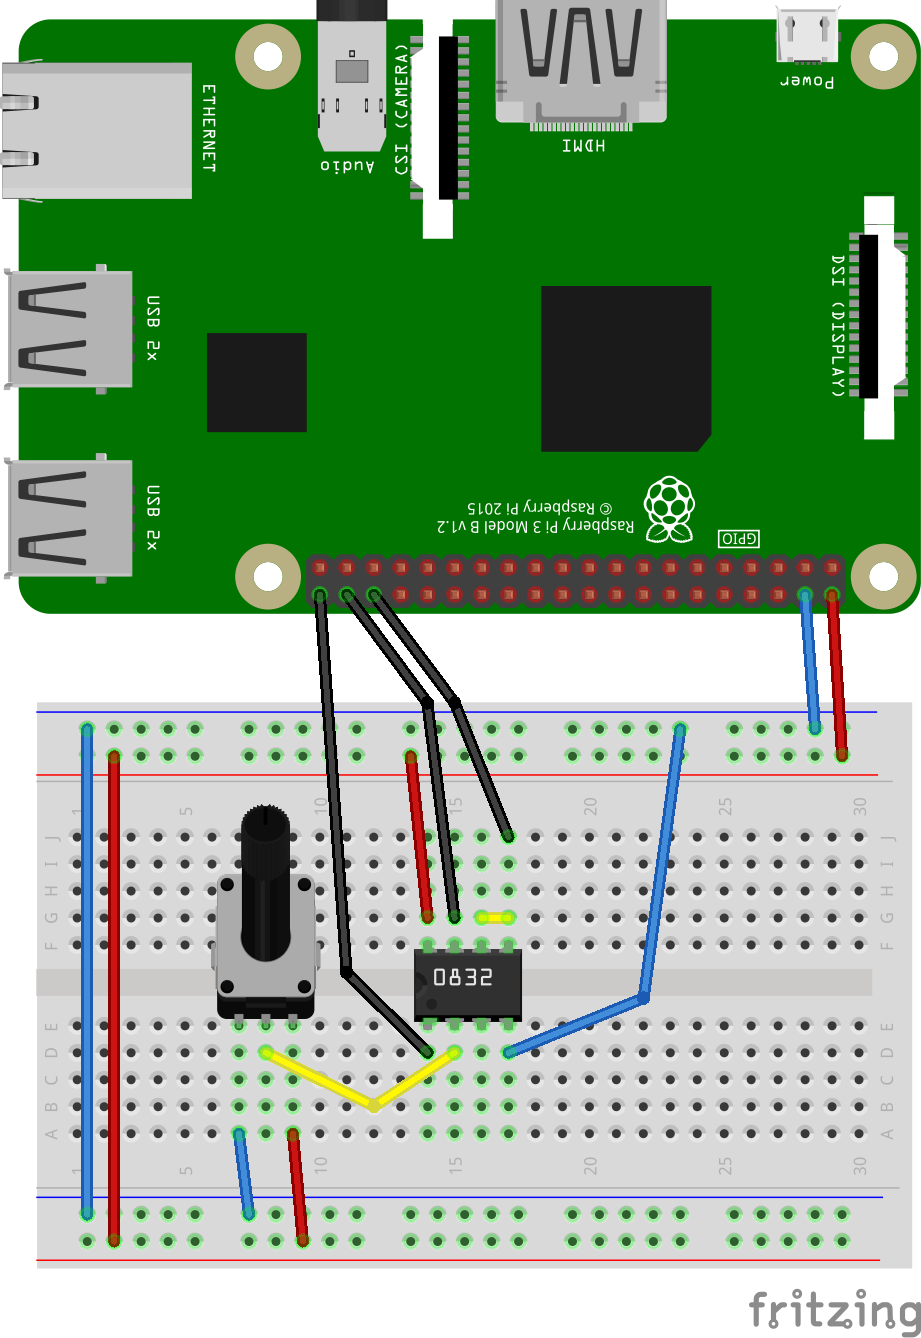 Power
HDMI
Audio
CSI (CAMERA)
ETHERNET
DSI (DISPLAY)
USB 2x
USB 2x
Raspberry Pi 3 Model B v1.2
© Raspberry Pi 2015
GPIO
1 5 10 15 20 25 30
J J
I I
H H
G G
F F
0832
E E
D D
C C
B B
A A
1 5 10 15 20 25 30
fritzing